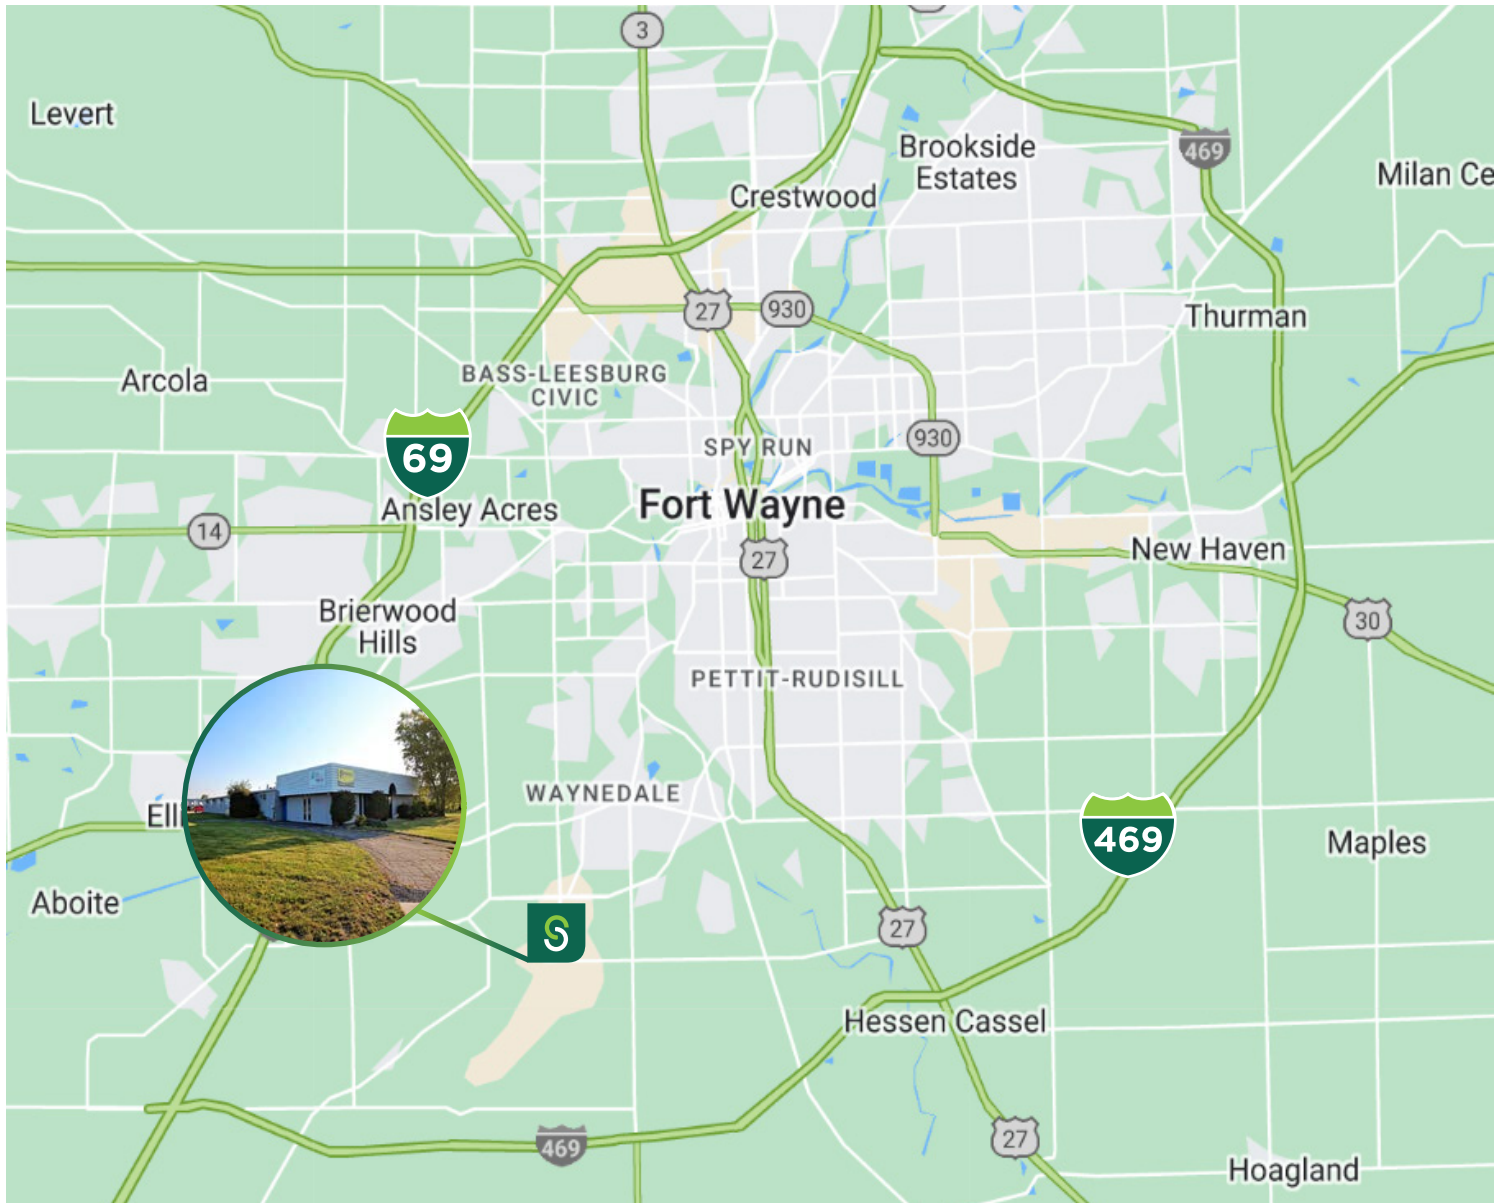 3
Levert
Brookside
Estates
469
Milan Ce
Crestwood
27
930
Thurman
Arcola
BASS-LEESBURG
CIVIC
69
SPY RUN
930
Ansley Acres
Fort Wayne
14
27
New Haven
Brierwood
Hills
30
PETTIT-RUDISILL
WAYNEDALE
Ell
469
Maples
Aboite
27
S
Hessen Cassel
469
27
Hoagland